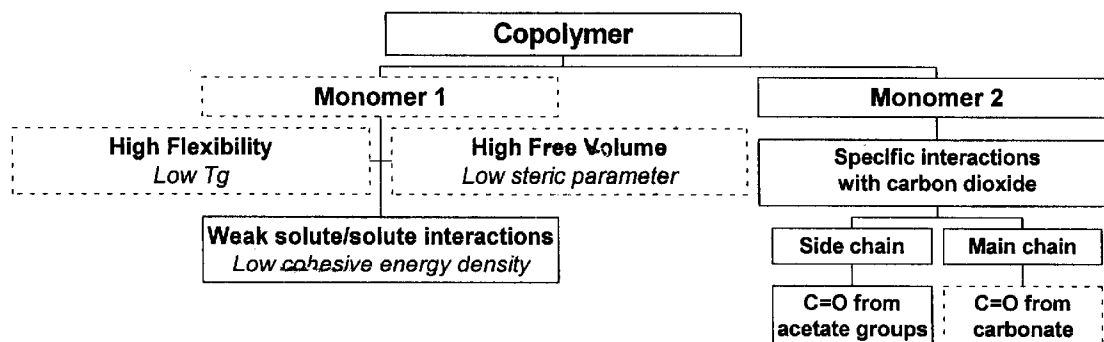 Copolymer
Monomer 1
Monomer 2
High Flexibility
Low Tg
High Free Volume
Low steric parameter
Specific interactions
with carbon dioxide
Weak solute/solute interactions
Low cohesive energy density
Side chain
Main chain
C=O from
acetate groups
C=O from
carbonate